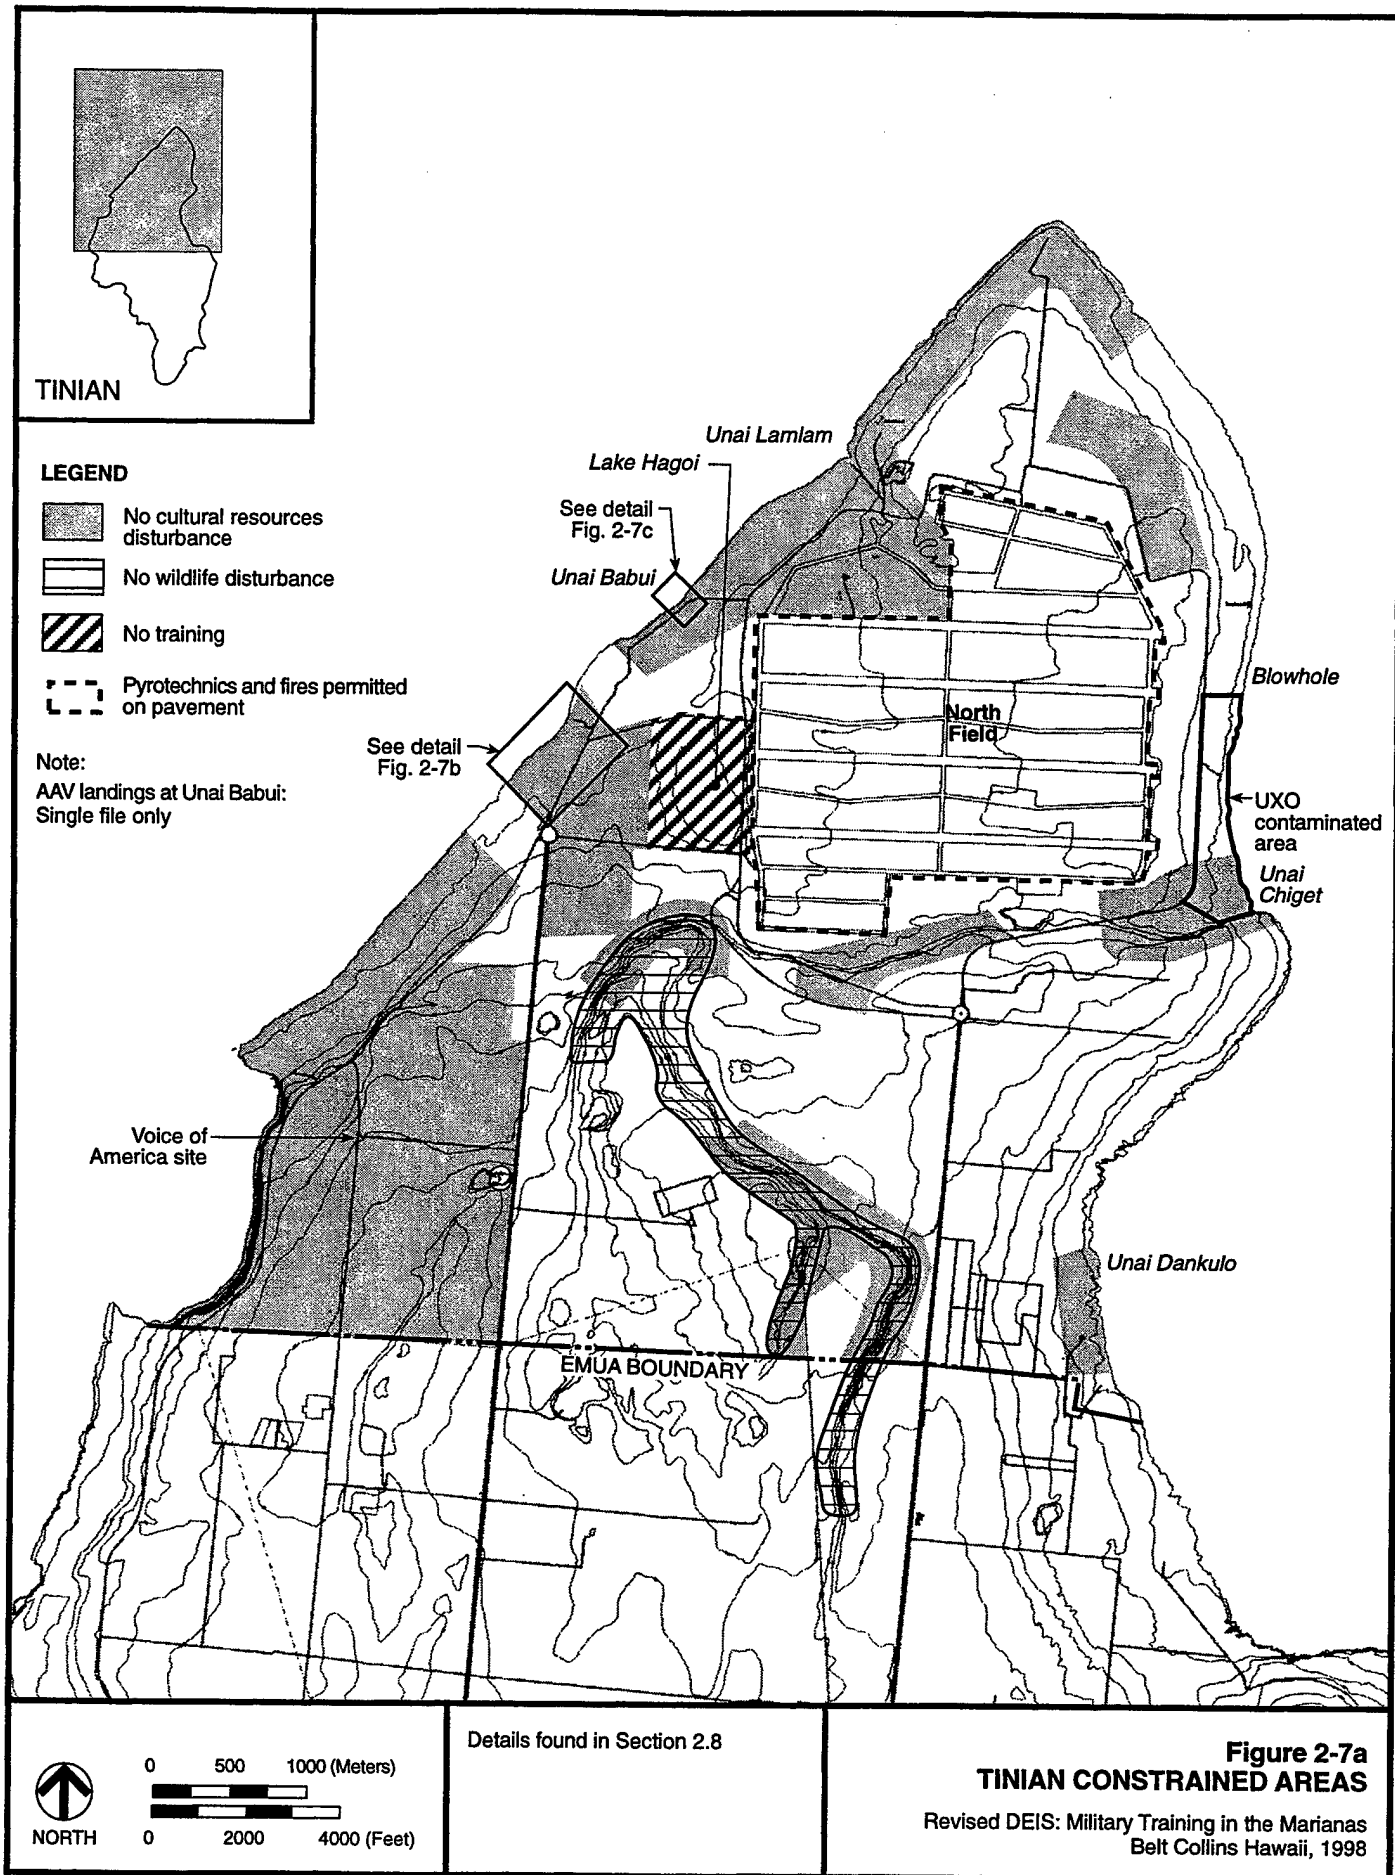 TINIAN
LEGEND
No cultural resources
disturbance
No wildlife disturbance
No training
Pyrotechnics and fires permitted
on pavement
Note:
AAV landings at Unai Babui:
Single file only
Unai Lamlam
Lake Hagoi
See detail
Fig. 2-7c
Unai Babui
See detail
Fig. 2-7b
North
Field
Blowhole
UXO
contaminated
area
Unai
Chiget
Voice of
America site
Unai Dankulo
EMUA BOUNDARY
NORTH
0 500 1000 (Meters)
0 2000 4000 (Feet)
Details found in Section 2.8
Figure 2-7a
TINIAN CONSTRAINED AREAS
Revised DEIS: Military Training in the Marianas
Belt Collins Hawaii, 1998